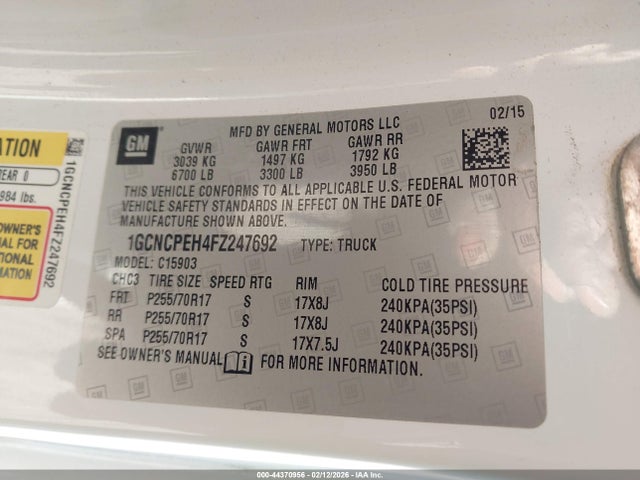 GM
MFD BY GENERAL MOTORS LLC
02/15
GVWR GAWR FRT GAWR RR
3039 KG 1497 KG 1792 KG
6700 LB 3300 LB 3950 LB
THIS VEHICLE CONFORMS TO ALL APPLICABLE U.S. FEDERAL MOTOR
VEHICLE SAFETY STANDARDS IN EFFECT ON THE DATE OF
MANUFACTURE SHOWN ABOVE.
1GCNCPEH4FZ247692 TYPE: TRUCK
MODEL: C15903
CHC3 TIRE SIZE SPEED RTG RIM COLD TIRE PRESSURE
FRT P255/70R17 S 17X8J 240KPA(35PSI)
RR P255/70R17 S 17X8J 240KPA(35PSI)
SPA P255/70R17 S 17X7.5J 240KPA(35PSI)
SEE OWNER'S MANUAL FOR MORE INFORMATION.
ATION
REAR 0
984 lbs.
OWNER'S
AL FOR
TIONAL
MATION
1GCNCPEH4FZ247692
000-44370956 - 02/12/2026 - IAA Inc.